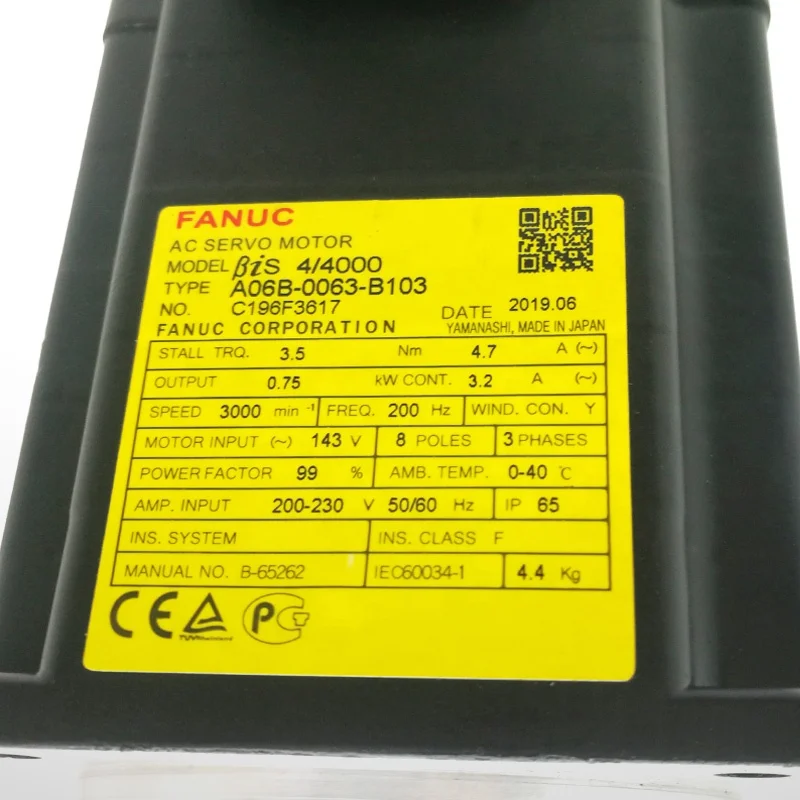 FANUC
AC SERVO MOTOR
MODEL βiS 4/4000
TYPE A06B-0063-B103
NO. C196F3617 DATE 2019.06
FANUC CORPORATION YAMANASHI, MADE IN JAPAN
STALL TRQ. 3.5 Nm 4.7 A (~)
OUTPUT 0.75 kW CONT. 3.2 A (~)
SPEED 3000 min -1 FREQ. 200 Hz WIND. CON. Y
MOTOR INPUT (~) 143 V 8 POLES 3 PHASES
POWER FACTOR 99 % AMB. TEMP. 0-40 ℃
AMP. INPUT 200-230 V 50/60 Hz IP 65
INS. SYSTEM INS. CLASS F
MANUAL NO. B-65262 IEC60034-1 4.4 Kg
CE